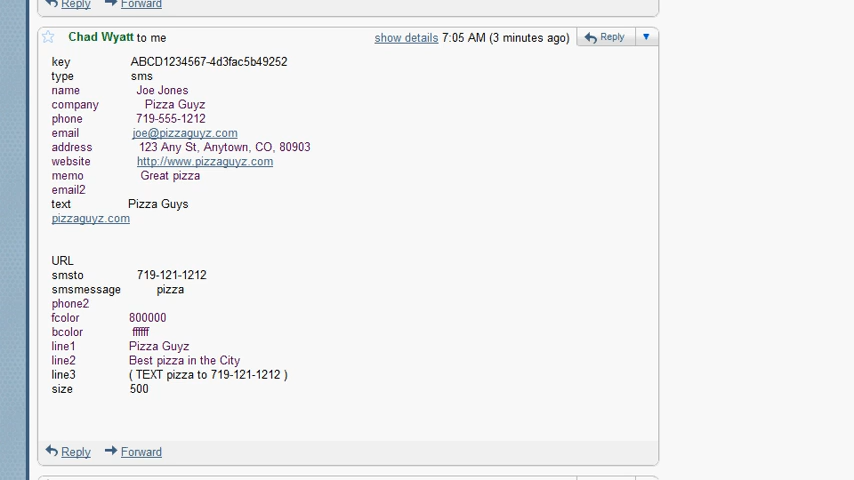 Reply Forward
Chad Wyatt to me show details 7:05 AM (3 minutes ago) Reply
key ABCD1234567-4d3fac5b49252
type sms
name Joe Jones
company Pizza Guyz
phone 719-555-1212
email joe@pizzaguyz.com
address 123 Any St, Anytown, CO, 80903
website http://www.pizzaguyz.com
memo Great pizza
email2
text Pizza Guys
pizzaguyz.com
URL
smsto 719-121-1212
smsmessage pizza
phone2
fcolor 800000
bcolor ffffff
line1 Pizza Guyz
line2 Best pizza in the City
line3 ( TEXT pizza to 719-121-1212 )
size 500
Reply Forward